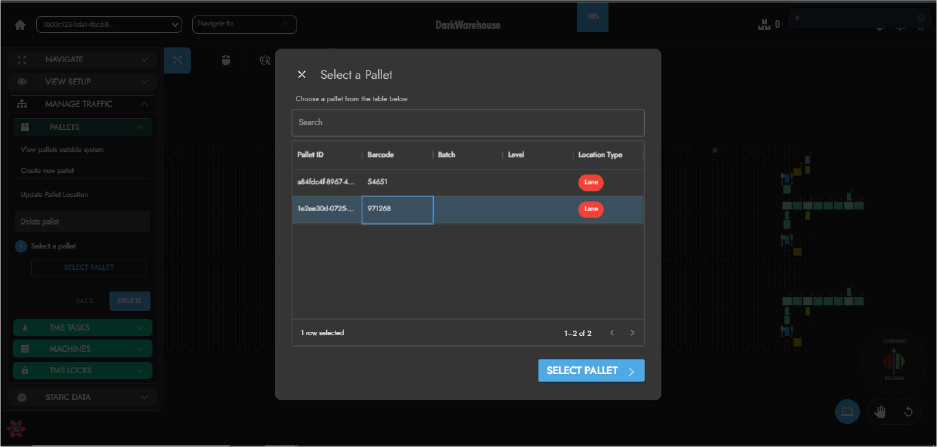 7e30c123-0da1-4bcd-8...
Navigate to
DarkWarehouse
0
NAVIGATE
VIEW SETUP
MANAGE TRAFFIC
PALLETS
View pallets outside system
Create new pallet
Update Pallet Location
Delete pallet
Select a pallet
SELECT PALLET
BACK
DELETE
TMS TASKS
MACHINES
TMS LOCKS
STATIC DATA
Select a Pallet
Choose a pallet from the table below
Search
Pallet ID Barcode Batch Level Location Type
a84fdc4f-8967-4... 54651 Lane
1e2ee30d-0725-... 971268 Lane
1 row selected
1–2 of 2
SELECT PALLET